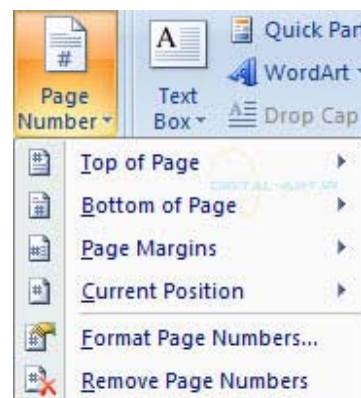 Page
Number
#
A
Text
Box
Quick Par
WordArt
Drop Cap
Top of Page
Bottom of Page
Page Margins
Current Position
Format Page Numbers...
Remove Page Numbers